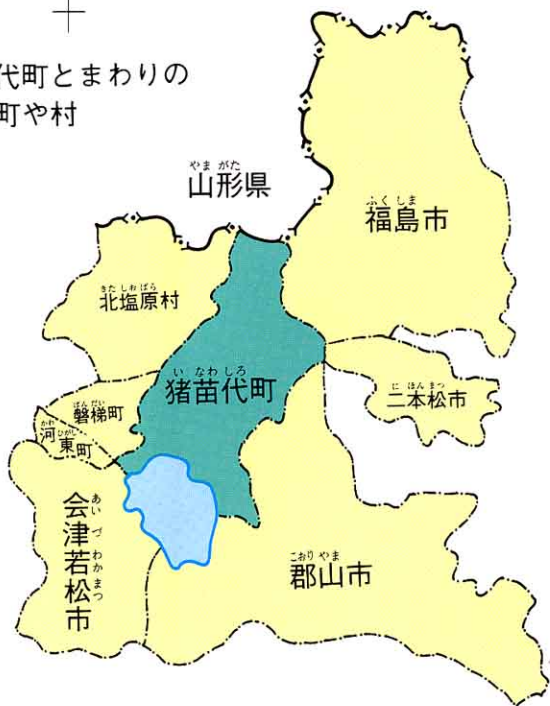 代町とまわりの
町や村
やまがた
山形県
ふくしま
福島市
きたしおばら
北塩原村
いなわしろ
猪苗代町
にほんまつ
二本松市
ばんだい
磐梯町
かわひがし
河東町
あいづわかまつ
会津若松市
こおりやま
郡山市